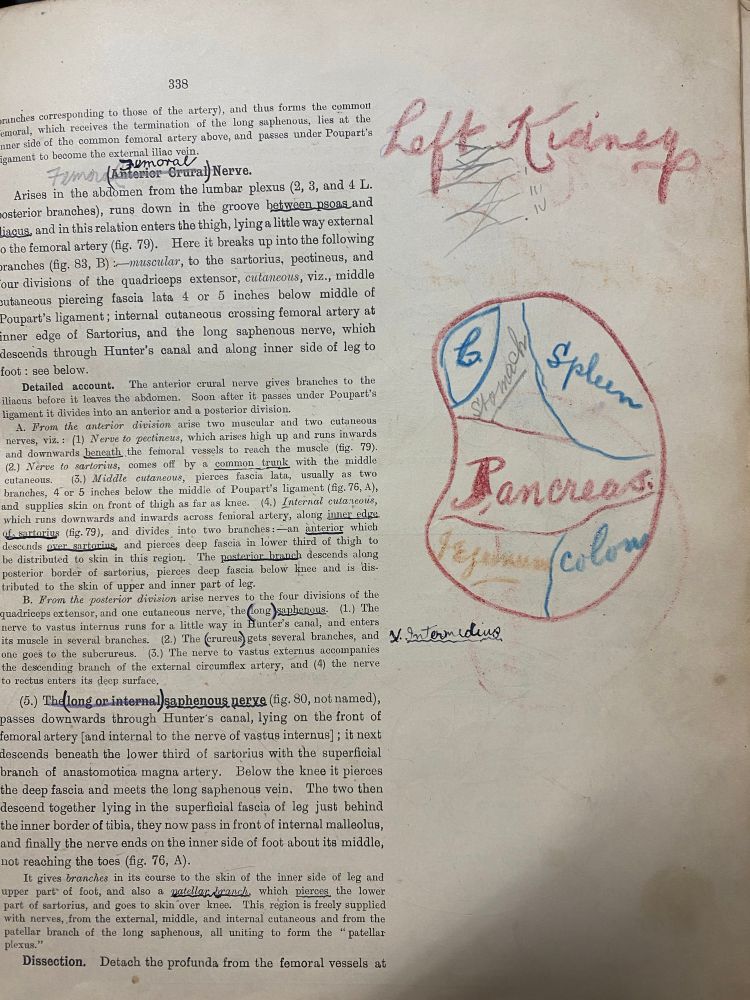 338
ranches corresponding to those of the artery), and thus forms the common
emoral, which receives the termination of the long saphenous, lies at the
nner side of the common femoral artery above, and passes under Poupart's
igament to become the external iliac vein.
Femoral
(Anterior Crural) Nerve.
Arises in the abdomen from the lumbar plexus (2, 3, and 4 L.
osterior branches), runs down in the groove between psoas and
liacus, and in this relation enters the thigh, lying a little way external
o the femoral artery (fig. 79). Here it breaks up into the following
ranches (fig. 83, B) :—muscular, to the sartorius, pectineus, and
our divisions of the quadriceps extensor, cutaneous, viz., middle
cutaneous piercing fascia lata 4 or 5 inches below middle of
Poupart's ligament ; internal cutaneous crossing femoral artery at
inner edge of Sartorius, and the long saphenous nerve, which
descends through Hunter's canal and along inner side of leg to
foot : see below.
Detailed account. The anterior crural nerve gives branches to the
iliacus before it leaves the abdomen. Soon after it passes under Poupart's
ligament it divides into an anterior and a posterior division.
A. From the anterior division arise two muscular and two cutaneous
nerves, viz. : (1) Nerve to pectineus, which arises high up and runs inwards
and downwards beneath the femoral vessels to reach the muscle (fig. 79).
(2.) Nerve to sartorius, comes off by a common trunk with the middle
cutaneous. (3.) Middle cutaneous, pierces fascia lata, usually as two
branches, 4 or 5 inches below the middle of Poupart's ligament (fig. 76, A),
and supplies skin on front of thigh as far as knee. (4.) Internal cutaneous,
which runs downwards and inwards across femoral artery, along inner edge
of sartorius (fig. 79), and divides into two branches :—an anterior which
descends over sartorius, and pierces deep fascia in lower third of thigh to
be distributed to skin in this region. The posterior branch descends along
posterior border of sartorius, pierces deep fascia below knee and is dis-
tributed to the skin of upper and inner part of leg.
B. From the posterior division arise nerves to the four divisions of the
quadriceps extensor, and one cutaneous nerve, the (long) saphenous. (1.) The
nerve to vastus internus runs for a little way in Hunter's canal, and enters
its muscle in several branches. (2.) The (crureus) gets several branches, and
one goes to the subcrureus. (3.) The nerve to vastus externus accompanies
the descending branch of the external circumflex artery, and (4) the nerve
to rectus enters its deep surface.
(5.) The (long or internal) saphenous nerve (fig. 80, not named),
passes downwards through Hunter's canal, lying on the front of
femoral artery [and internal to the nerve of vastus internus] ; it next
descends beneath the lower third of sartorius with the superficial
branch of anastomotica magna artery. Below the knee it pierces
the deep fascia and meets the long saphenous vein. The two then
descend together lying in the superficial fascia of leg just behind
the inner border of tibia, they now pass in front of internal malleolus,
and finally the nerve ends on the inner side of foot about its middle,
not reaching the toes (fig. 76, A).
It gives branches in its course to the skin of the inner side of leg and
upper part of foot, and also a patellar branch, which pierces the lower
part of sartorius, and goes to skin over knee. This region is freely supplied
with nerves, from the external, middle, and internal cutaneous and from the
patellar branch of the long saphenous, all uniting to form the "patellar
plexus."
Dissection. Detach the profunda from the femoral vessels at
Left Kidney
Stomach
Spleen
Pancreas.
Jejunum
colon
V. Intermedius